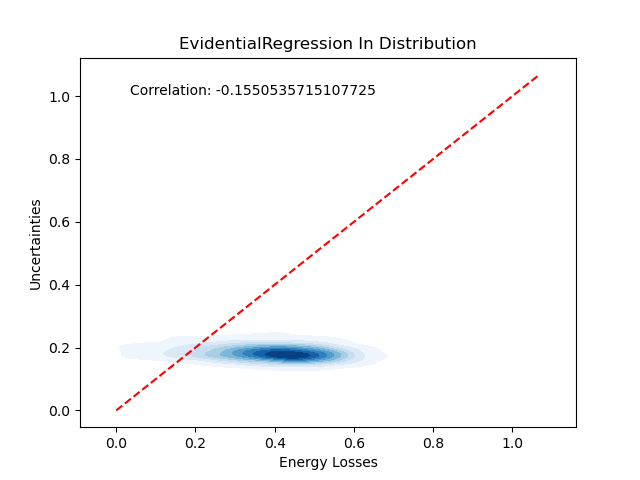 EvidentialRegression In Distribution
Correlation: -0.1550535715107725
1.0
0.8
0.6
0.4
0.2
0.0
Uncertainties
0.0 0.2 0.4 0.6 0.8 1.0
Energy Losses